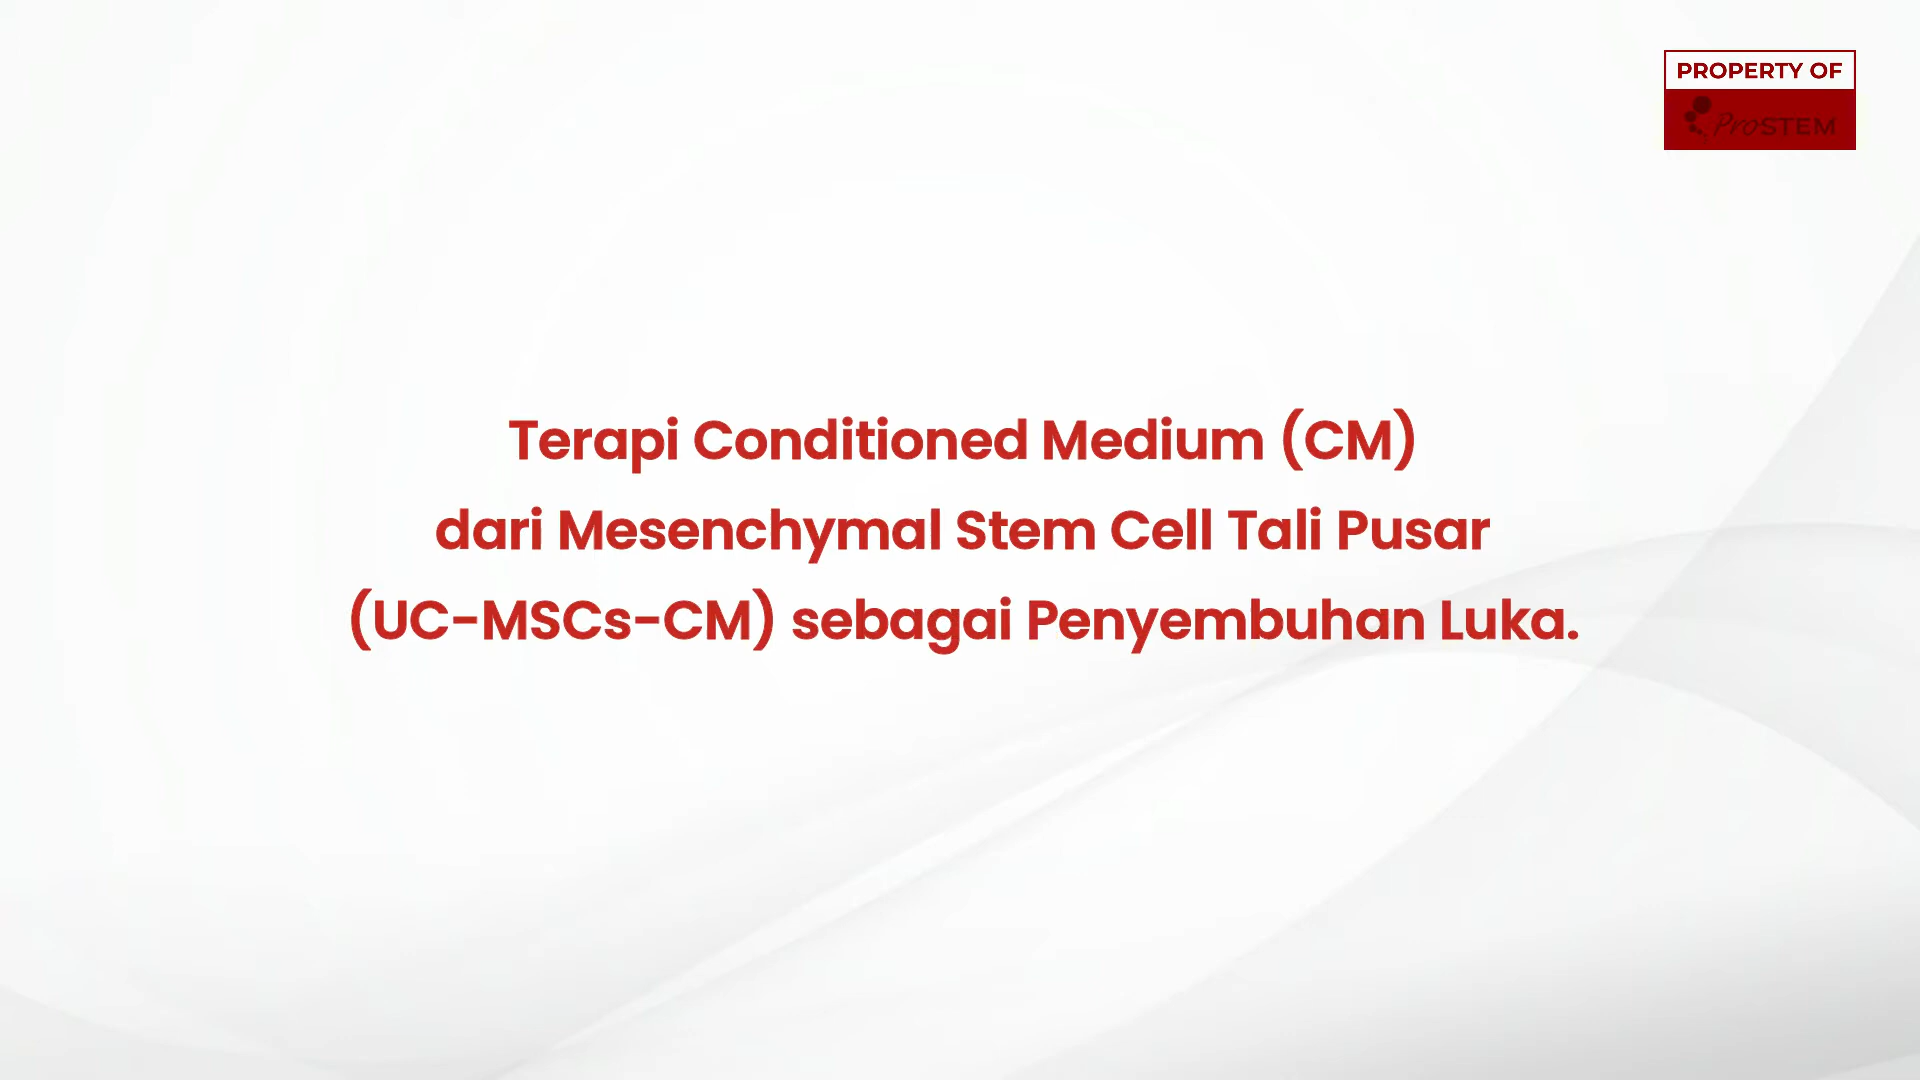 PROPERTY OF
ProSTEM
Terapi Conditioned Medium (CM)
dari Mesenchymal Stem Cell Tali Pusar
(UC-MSCs-CM) sebagai Penyembuhan Luka.